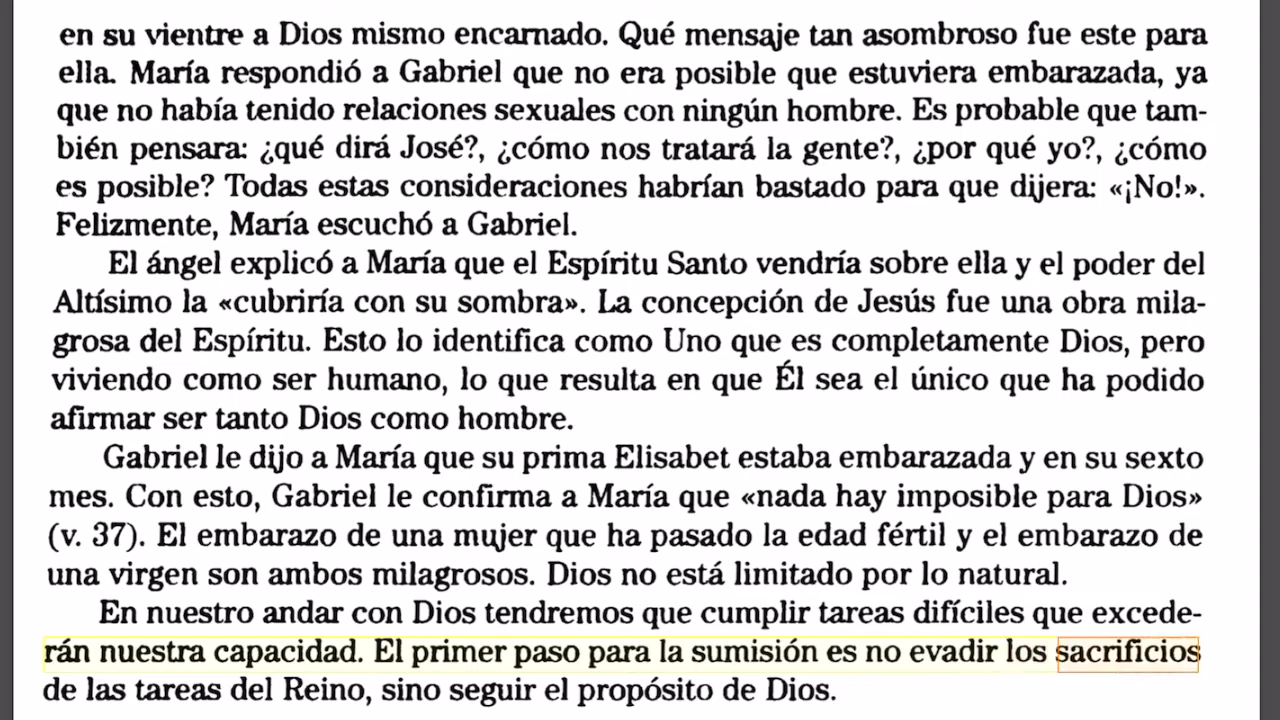 en su vientre a Dios mismo encarnado. Qué mensaje tan asombroso fue este para
ella. María respondió a Gabriel que no era posible que estuviera embarazada, ya
que no había tenido relaciones sexuales con ningún hombre. Es probable que tam-
bién pensara: ¿qué dirá José?, ¿cómo nos tratará la gente?, ¿por qué yo?, ¿cómo
es posible? Todas estas consideraciones habrían bastado para que dijera: «¡No!».
Felizmente, María escuchó a Gabriel.
El ángel explicó a María que el Espíritu Santo vendría sobre ella y el poder del
Altísimo la «cubriría con su sombra». La concepción de Jesús fue una obra mila-
grosa del Espíritu. Esto lo identifica como Uno que es completamente Dios, pero
viviendo como ser humano, lo que resulta en que Él sea el único que ha podido
afirmar ser tanto Dios como hombre.
Gabriel le dijo a María que su prima Elisabet estaba embarazada y en su sexto
mes. Con esto, Gabriel le confirma a María que «nada hay imposible para Dios»
(v. 37). El embarazo de una mujer que ha pasado la edad fértil y el embarazo de
una virgen son ambos milagrosos. Dios no está limitado por lo natural.
En nuestro andar con Dios tendremos que cumplir tareas difíciles que excede-
rán nuestra capacidad. El primer paso para la sumisión es no evadir los sacrificios
de las tareas del Reino, sino seguir el propósito de Dios.